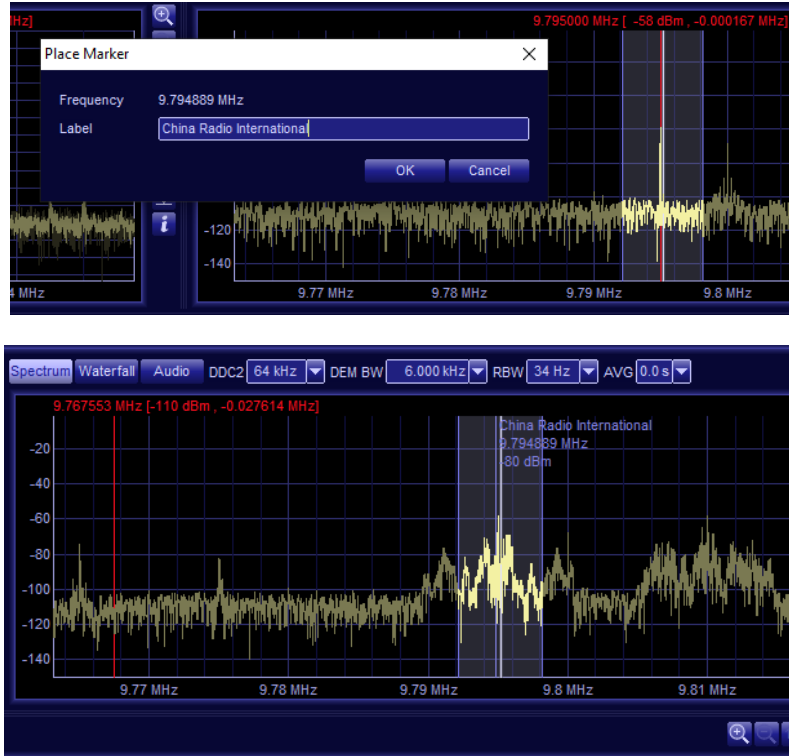 Hz]
9.795000 MHz [ -58 dBm , -0.000167 MHz]
Place Marker
Frequency 9.794889 MHz
Label China Radio International
OK Cancel
i
-120
-140
4 MHz 9.77 MHz 9.78 MHz 9.79 MHz 9.8 MHz
Spectrum Waterfall Audio DDC2 64 kHz DEM BW 6.000 kHz RBW 34 Hz AVG 0.0 s
9.767553 MHz [-110 dBm , -0.027614 MHz]
China Radio International
9.794889 MHz
-80 dBm
-20
-40
-60
-80
-100
-120
-140
9.77 MHz 9.78 MHz 9.79 MHz 9.8 MHz 9.81 MHz